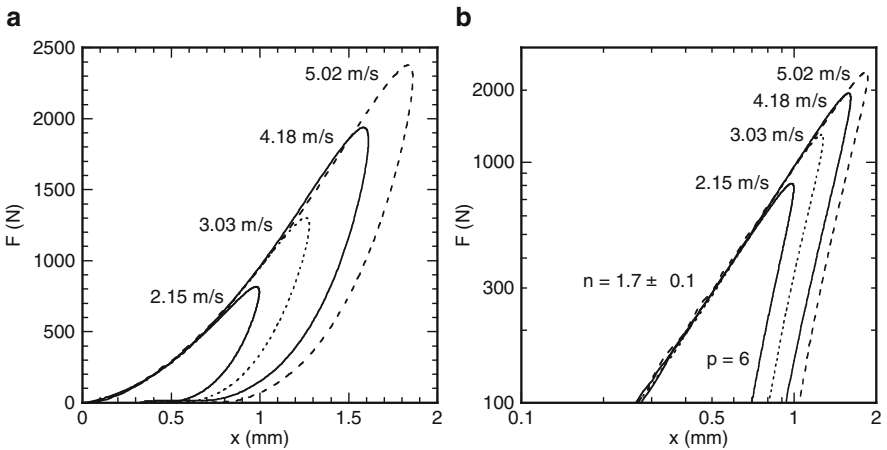 a
2500
2000
1500
1000
500
0
F (N)
5.02 m/s
4.18 m/s
3.03 m/s
2.15 m/s
0 0.5 1 1.5 2
x (mm)
b
2000
1000
300
100
F (N)
5.02 m/s
4.18 m/s
3.03 m/s
2.15 m/s
n = 1.7 ± 0.1
p = 6
0.1 0.5 1 2
x (mm)